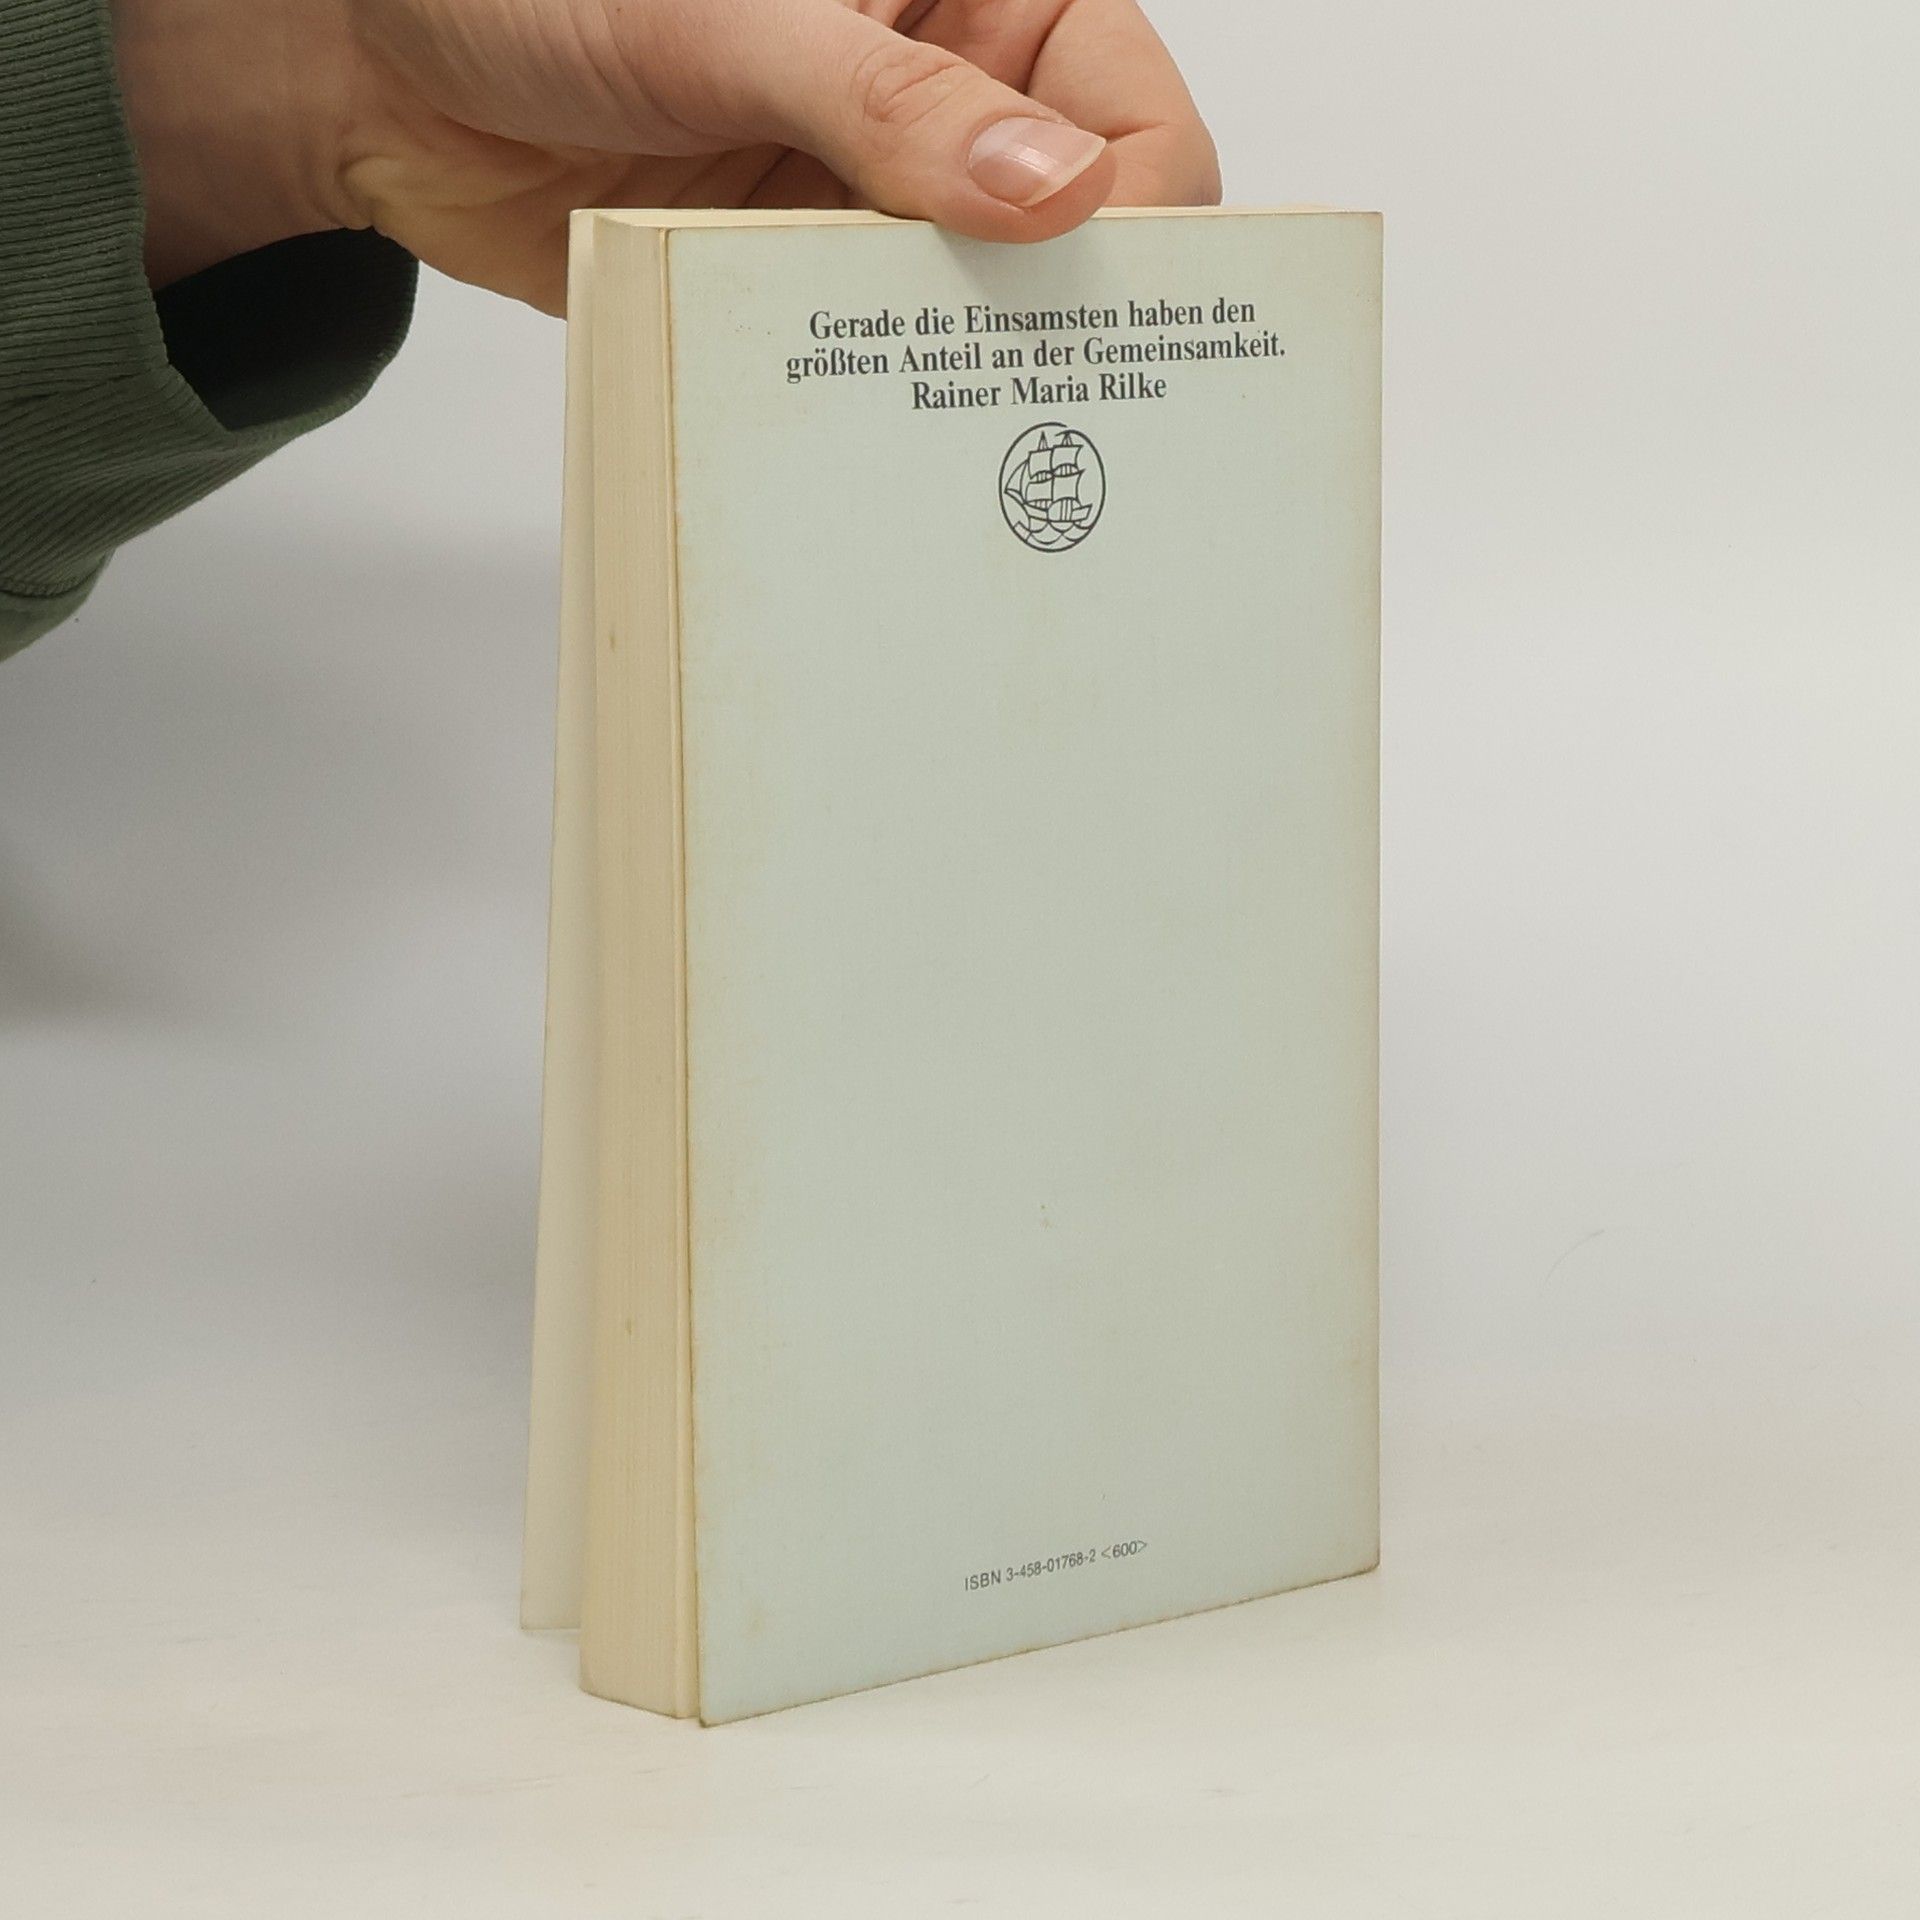 Gerade die Einsamsten haben den
größten Anteil an der Gemeinsamkeit.
Rainer Maria Rilke
ISBN 3-458-01768-2 <600>